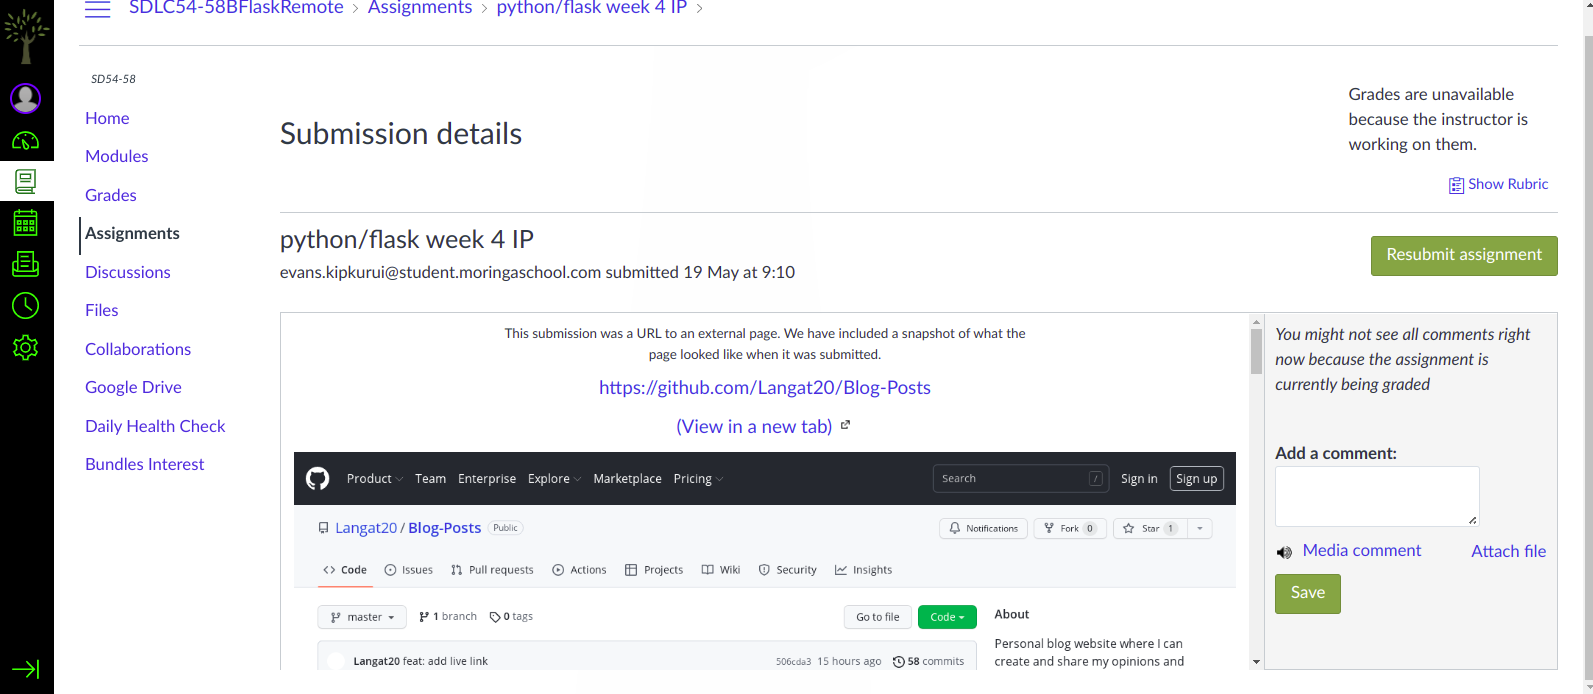 SDLC54-58BFlaskRemote > Assignments > python/flask week 4 IP >
SD54-58
Home
Modules
Grades
Assignments
Discussions
Files
Collaborations
Google Drive
Daily Health Check
Bundles Interest
Submission details
Grades are unavailable
because the instructor is
working on them.
Show Rubric
python/flask week 4 IP
evans.kipkurui@student.moringaschool.com submitted 19 May at 9:10
Resubmit assignment
This submission was a URL to an external page. We have included a snapshot of what the
page looked like when it was submitted.
https://github.com/Langat20/Blog-Posts
(View in a new tab)
Product Team Enterprise Explore Marketplace Pricing Search / Sign in Sign up
Langat20 / Blog-Posts Public Notifications Fork 0 Star 1
<> Code Issues Pull requests Actions Projects Wiki Security Insights
master 1 branch 0 tags Go to file Code
Langat20 feat: add live link 506cda3 15 hours ago 58 commits
About
Personal blog website where I can
create and share my opinions and
You might not see all comments right
now because the assignment is
currently being graded
Add a comment:
Media comment Attach file
Save